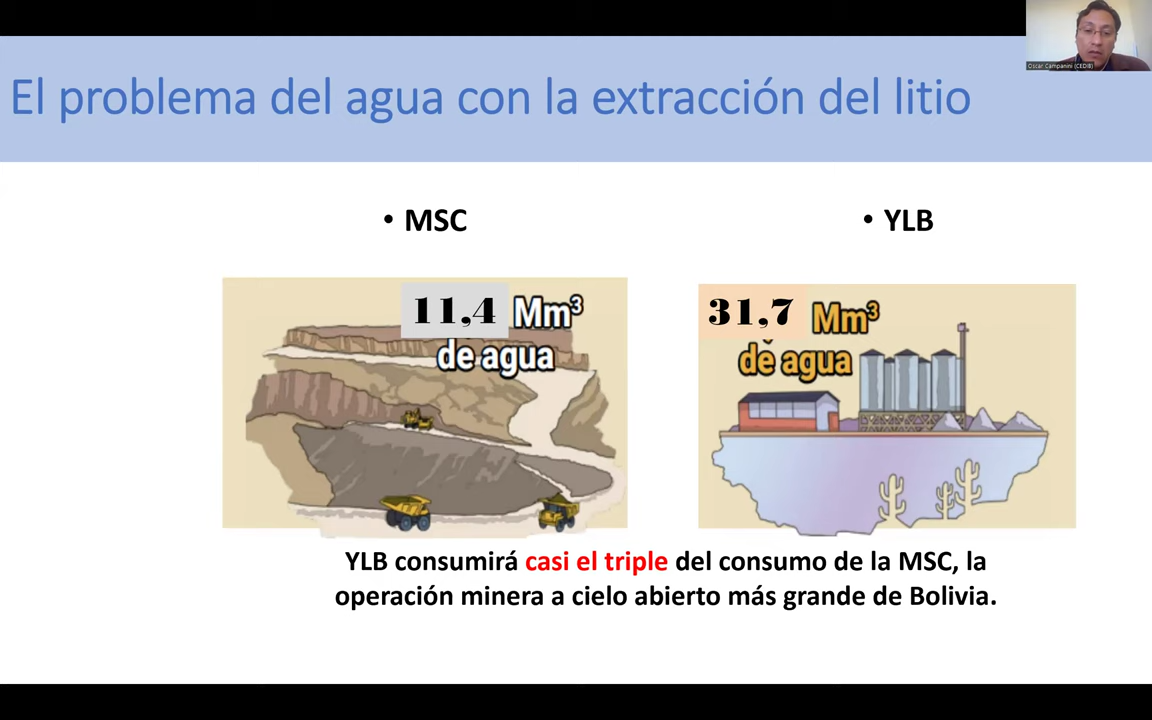 Oscar Campanini (CEDIB)
El problema del agua con la extracción del litio
• MSC
• YLB
11,4 Mm³
de agua
31,7 Mm³
de agua
YLB consumirá casi el triple del consumo de la MSC, la
operación minera a cielo abierto más grande de Bolivia.